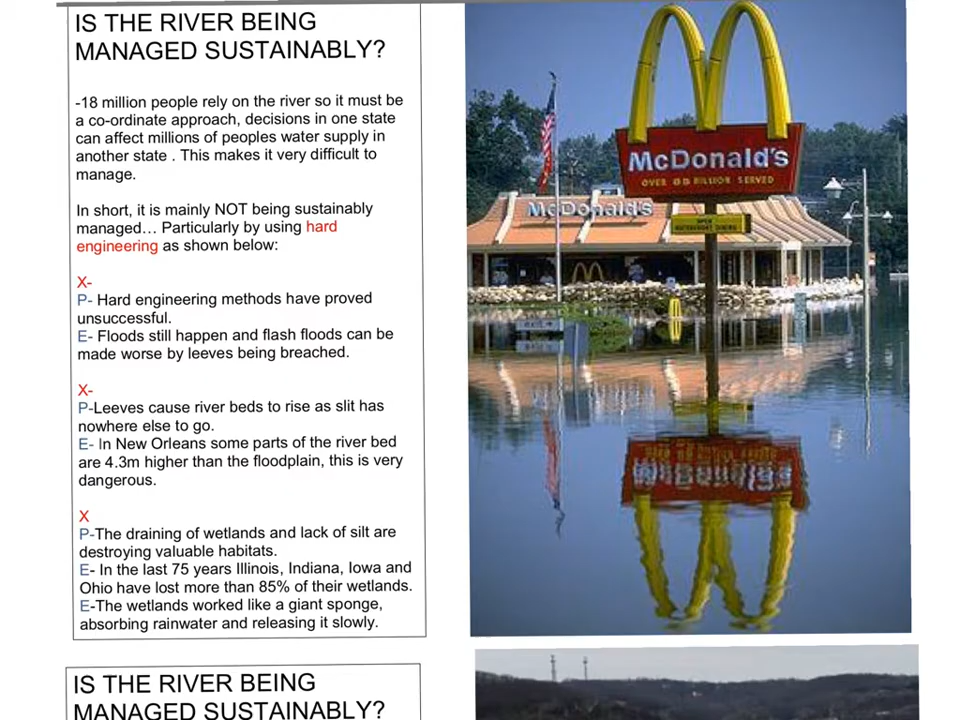 IS THE RIVER BEING
MANAGED SUSTAINABLY?
-18 million people rely on the river so it must be
a co-ordinate approach, decisions in one state
can affect millions of peoples water supply in
another state . This makes it very difficult to
manage.
In short, it is mainly NOT being sustainably
managed… Particularly by using hard
engineering as shown below:
X-
P- Hard engineering methods have proved
unsuccessful.
E- Floods still happen and flash floods can be
made worse by leeves being breached.
X-
P-Leeves cause river beds to rise as slit has
nowhere else to go.
E- In New Orleans some parts of the river bed
are 4.3m higher than the floodplain, this is very
dangerous.
X
P-The draining of wetlands and lack of silt are
destroying valuable habitats.
E- In the last 75 years Illinois, Indiana, Iowa and
Ohio have lost more than 85% of their wetlands.
E-The wetlands worked like a giant sponge,
absorbing rainwater and releasing it slowly.
IS THE RIVER BEING
MANAGED SUSTAINABLY?
McDonald's
OVER BILLION SERVED
McDonald's
OPEN